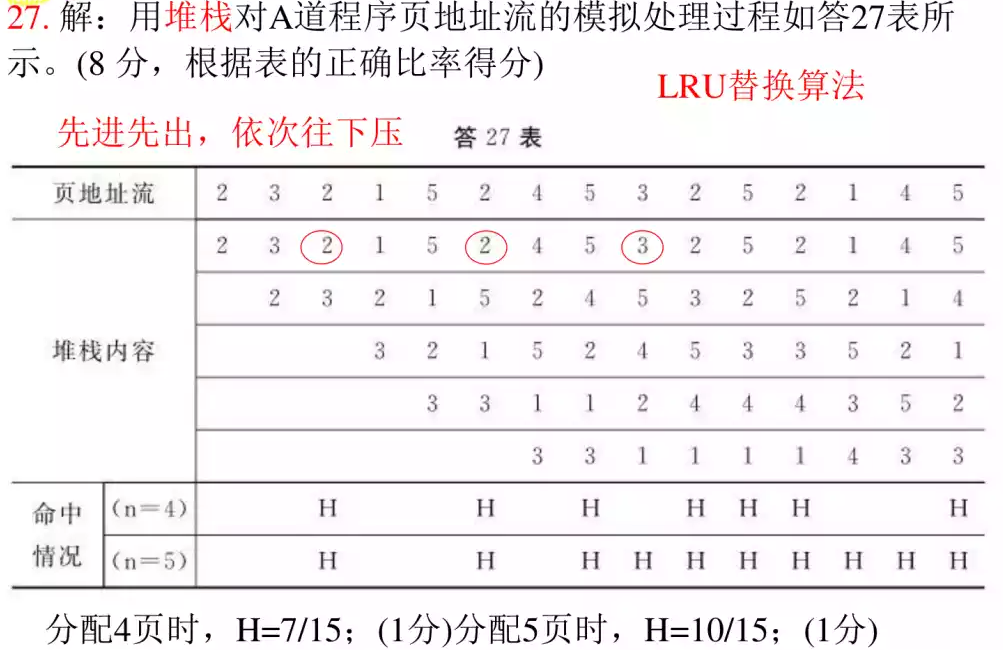 27. 解：用堆栈对A道程序页地址流的模拟处理过程如答27表所
示。(8 分，根据表的正确比率得分)
LRU替换算法
先进先出，依次往下压
答 27 表
页地址流 2 3 2 1 5 2 4 5 3 2 5 2 1 4 5
2 3 2 1 5 2 4 5 3 2 5 2 1 4 5
2 3 2 1 5 2 4 5 3 2 5 2 1 4
堆栈内容 3 2 1 5 2 4 5 3 3 5 2 1
3 3 1 1 2 4 4 4 3 5 2
3 3 1 1 1 1 4 3 3
命中情况 (n=4) H H H H H H H
(n=5) H H H H H H H H H H
分配4页时，H=7/15；(1分)分配5页时，H=10/15；(1分)